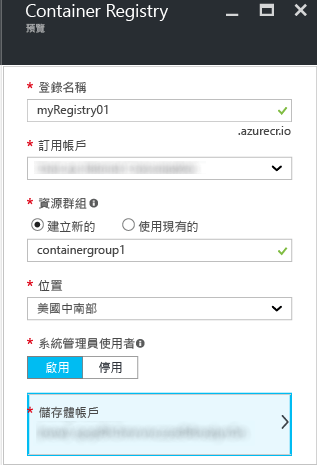 Container Registry
預覽
* 登錄名稱
myRegistry01
.azurecr.io
* 訂用帳戶
* 資源群組
建立新的 使用現有的
containergroup1
* 位置
美國中南部
* 系統管理員使用者
啟用 停用
* 儲存體帳戶